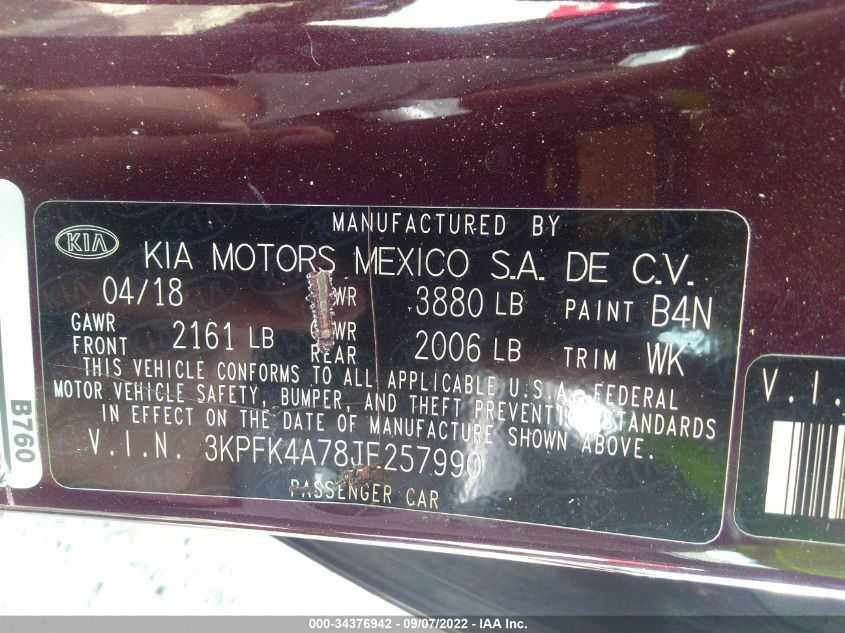 MANUFACTURED BY
KIA
KIA MOTORS MEXICO S.A. DE C.V.
04/18 WR 3880 LB PAINT B4N
GAWR FRONT 2161 LB WR REAR 2006 LB TRIM WK
THIS VEHICLE CONFORMS TO ALL APPLICABLE U.S.A. FEDERAL
MOTOR VEHICLE SAFETY, BUMPER, AND THEFT PREVENTION STANDARDS
IN EFFECT ON THE DATE OF MANUFACTURE SHOWN ABOVE.
V.I.N. 3KPFK4A78JE257990
PASSENGER CAR
B760
V.I.
000-34376942 - 09/07/2022 - IAA Inc.